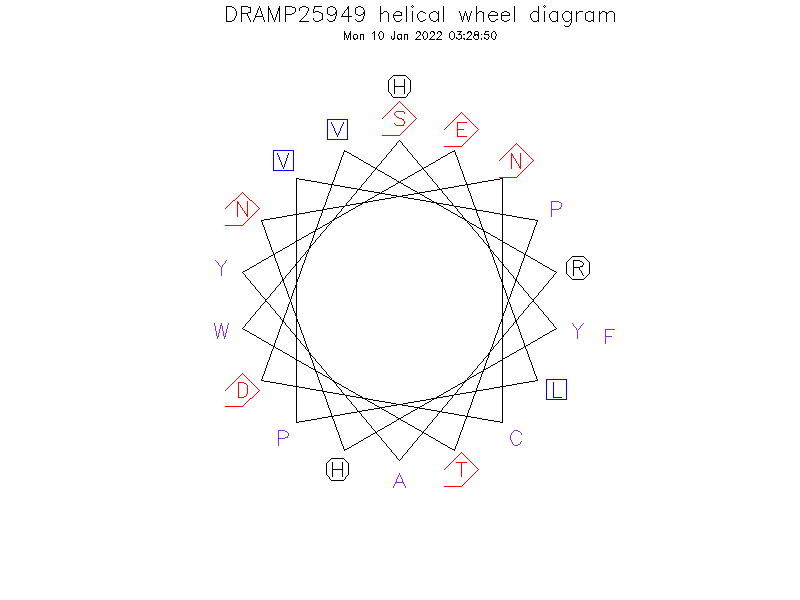 DRAMP25949 helical wheel diagram
Mon 10 Jan 2022 03:28:50
H
V S E
V N
N P
Y R
W Y F
D L
P C
H T
A